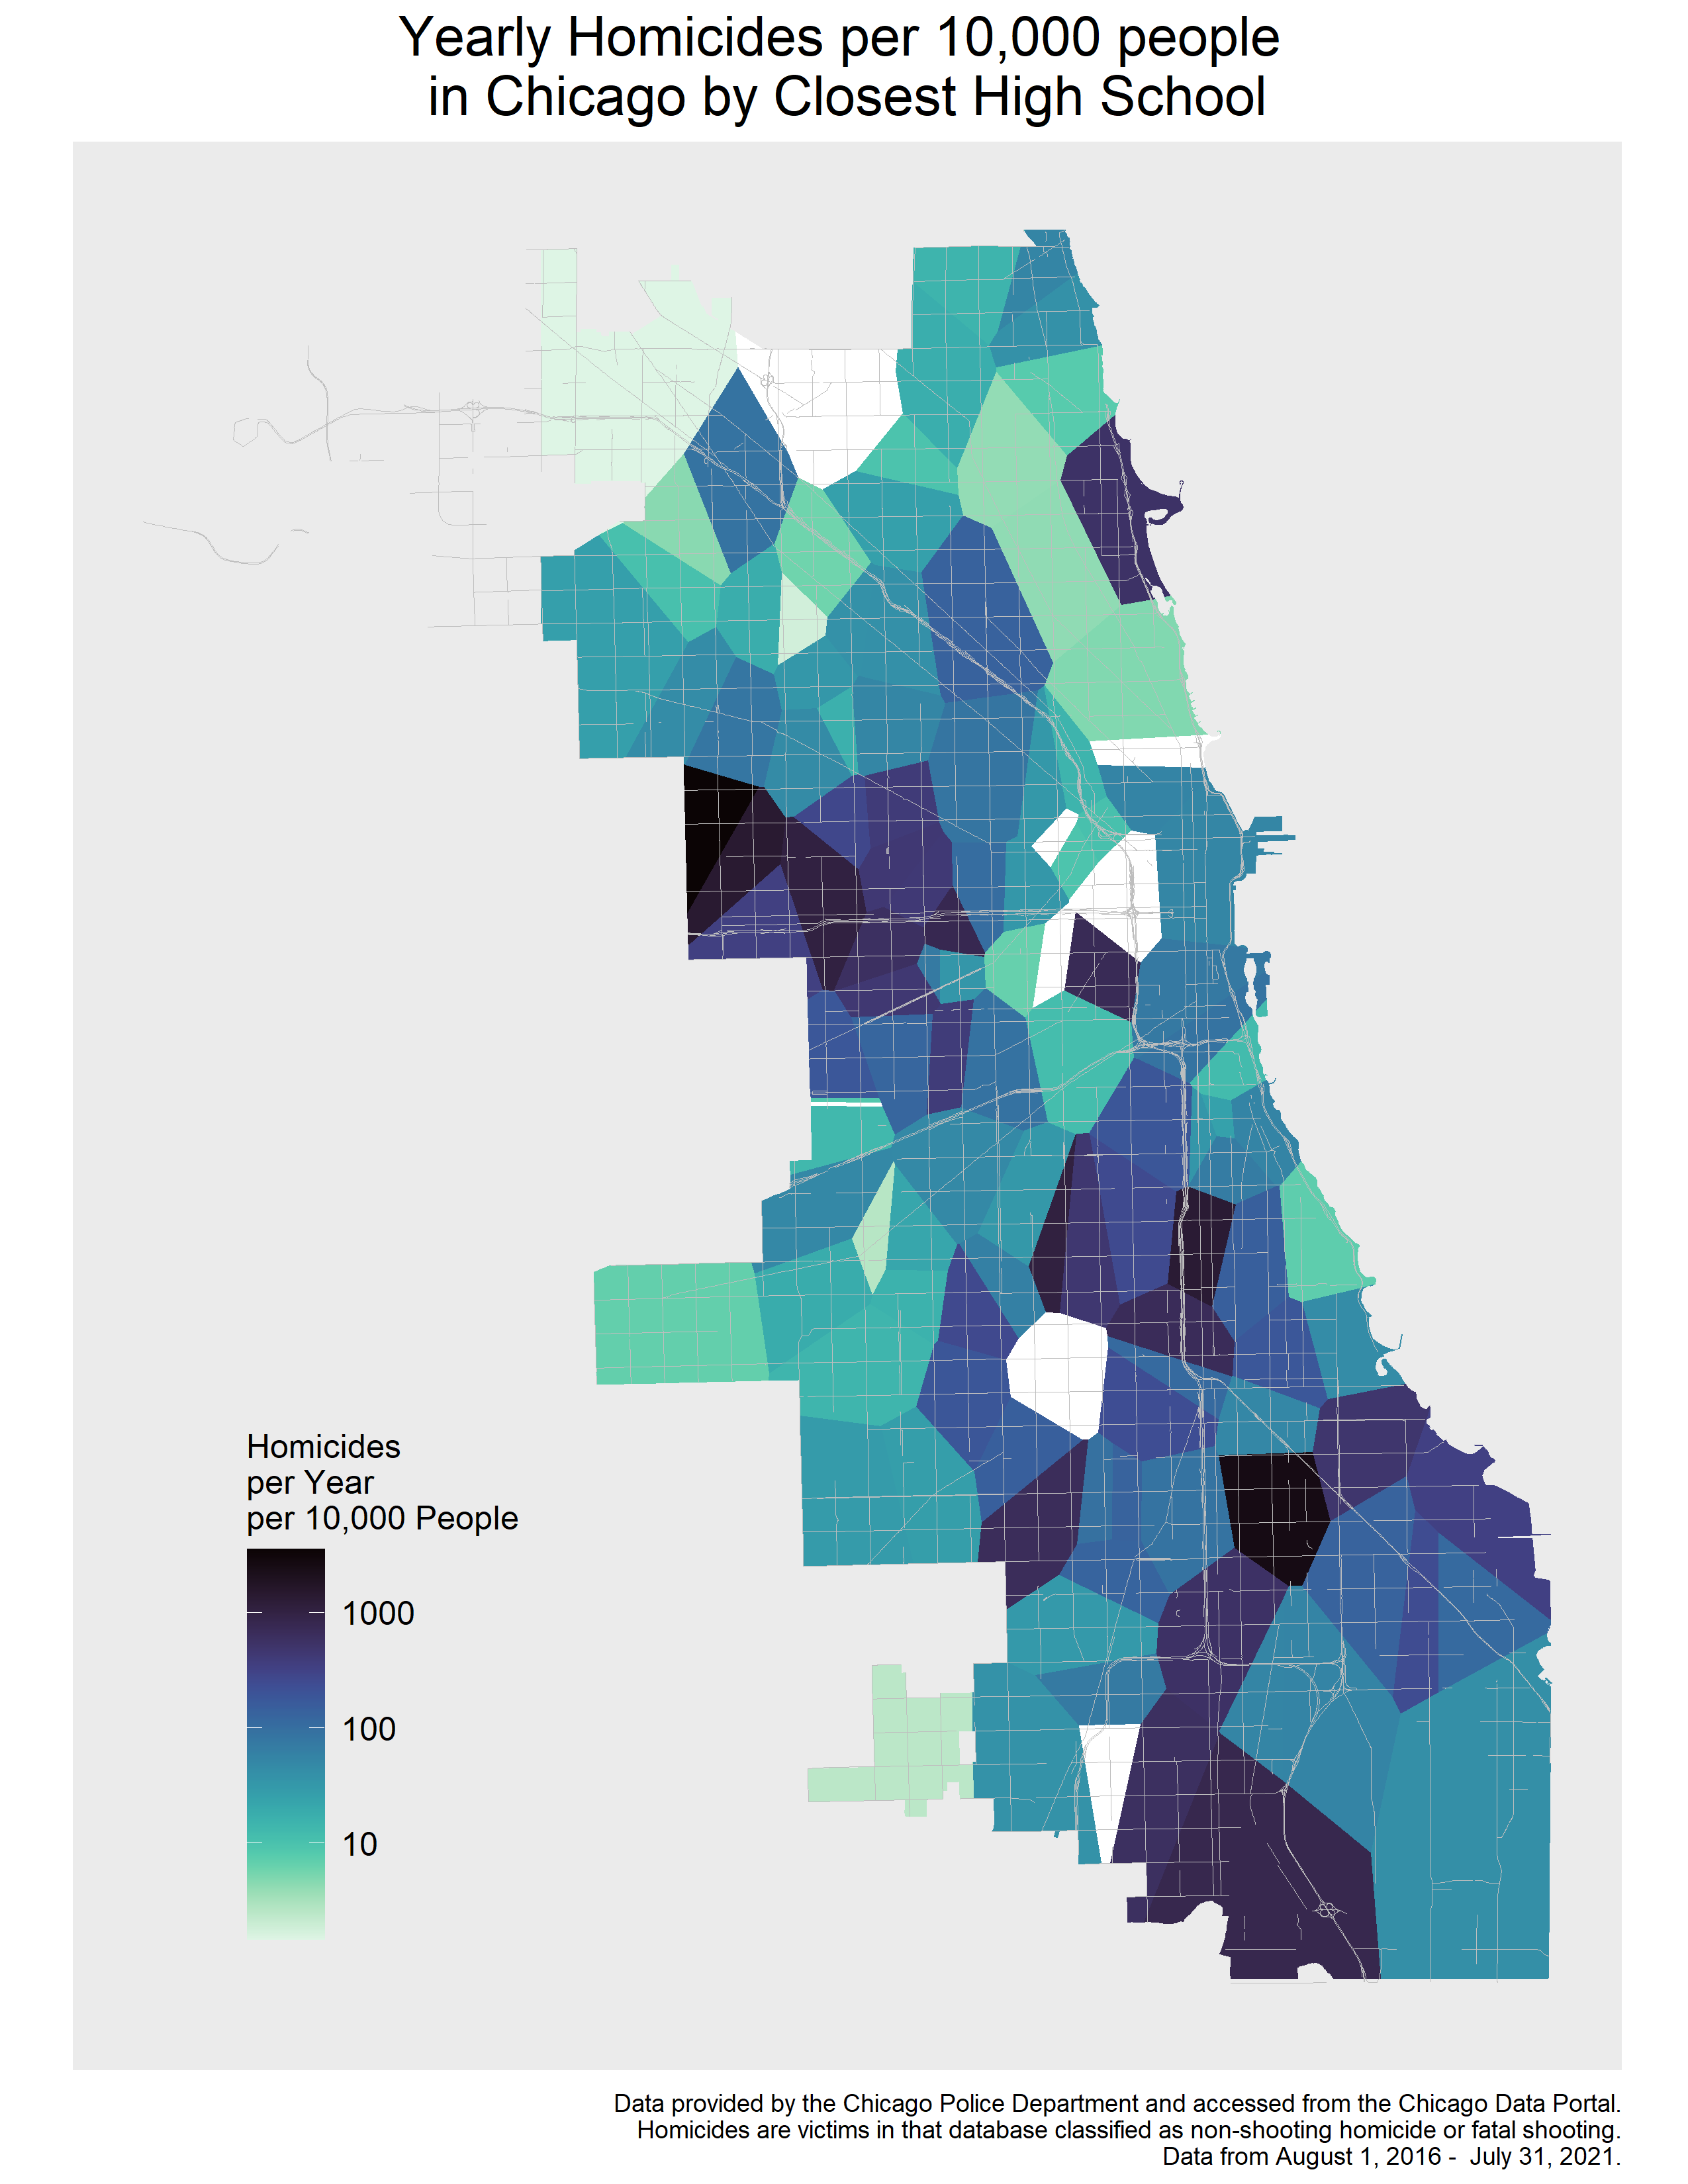 Yearly Homicides per 10,000 people
in Chicago by Closest High School
Homicides
per Year
per 10,000 People
1000
100
10
Data provided by the Chicago Police Department and accessed from the Chicago Data Portal.
Homicides are victims in that database classified as non-shooting homicide or fatal shooting.
Data from August 1, 2016 -  July 31, 2021.